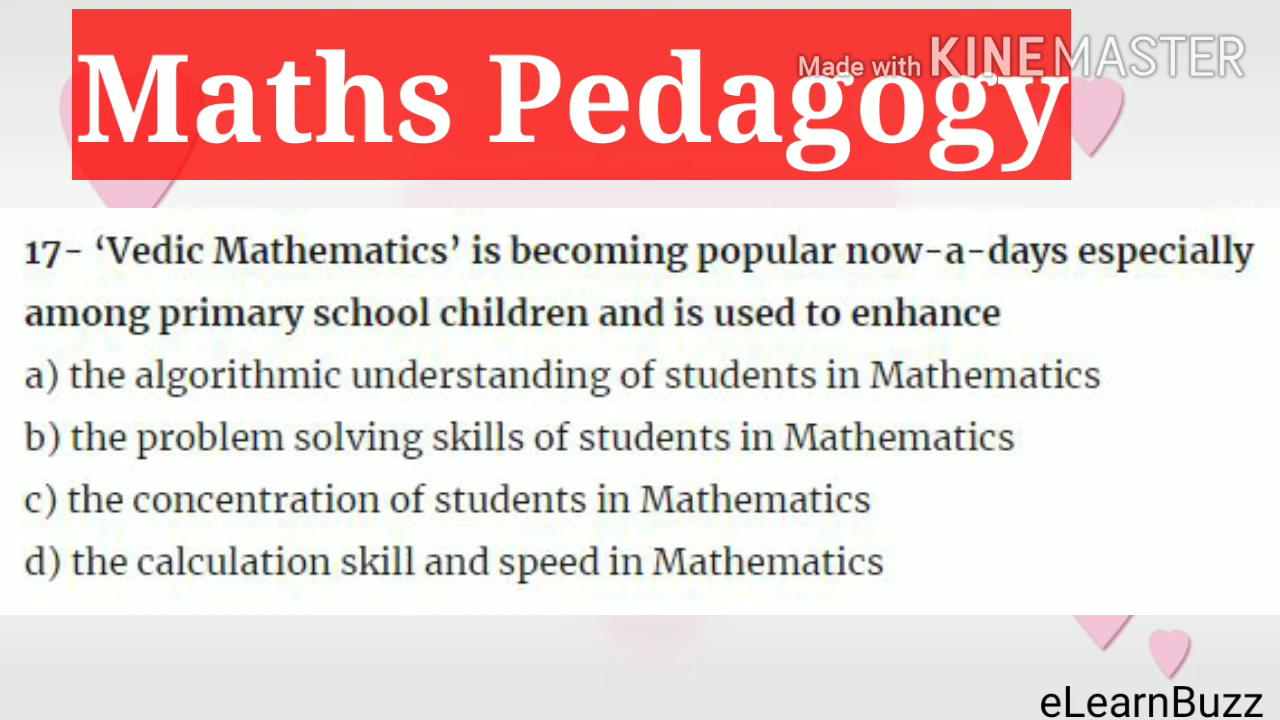 Maths Pedagogy
Made with KINEMASTER
17- ‘Vedic Mathematics’ is becoming popular now-a-days especially
among primary school children and is used to enhance
a) the algorithmic understanding of students in Mathematics
b) the problem solving skills of students in Mathematics
c) the concentration of students in Mathematics
d) the calculation skill and speed in Mathematics
eLearnBuzz